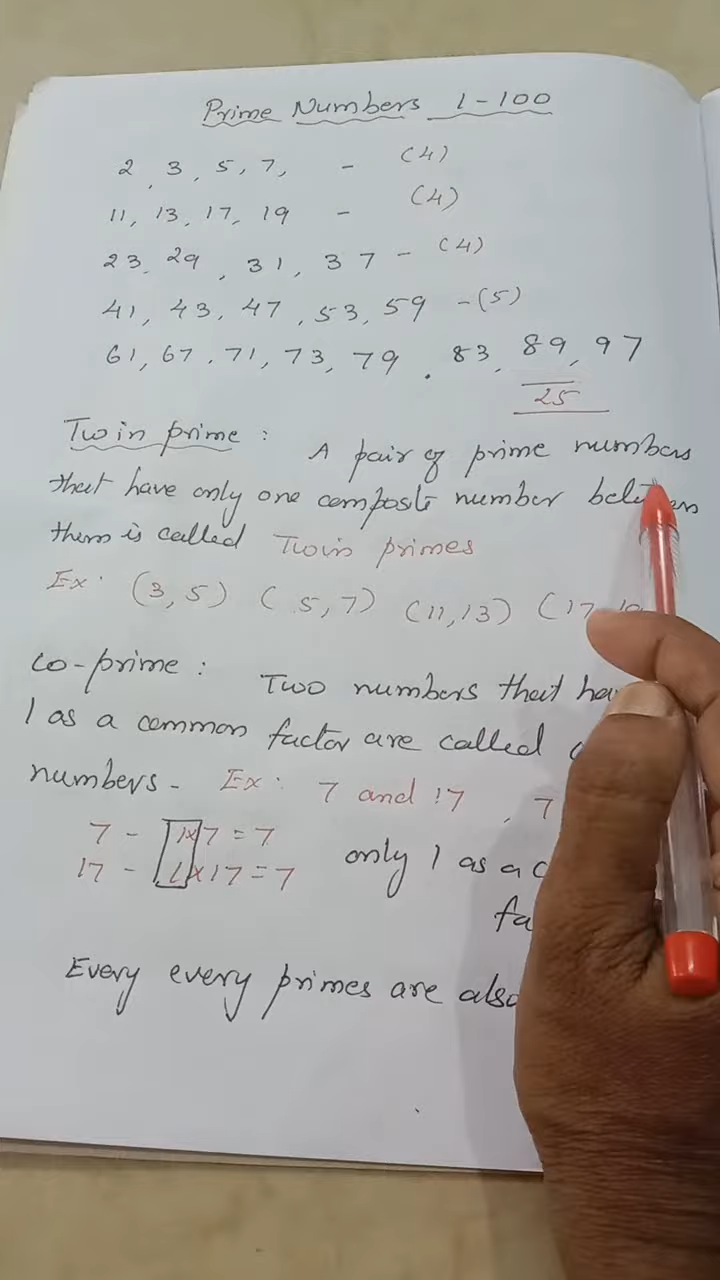 Prime Numbers 1-100
2, 3, 5, 7, - (4)
11, 13, 17, 19 - (4)
23, 29, 31, 37 - (4)
41, 43, 47, 53, 59 - (5)
61, 67, 71, 73, 79, 83, 89, 97
25
Twin prime : A pair of prime numbers
that have only one composite number
them is called Twin primes
Ex: (3,5) (5,7) (11,13) (17,
Co-prime : Two numbers that
1 as a common factor are called
numbers - Ex: 7 and 17, 7
7 - 1x7 = 7
17 - 1x17 = 7
only 1 as a
Every every primes are also